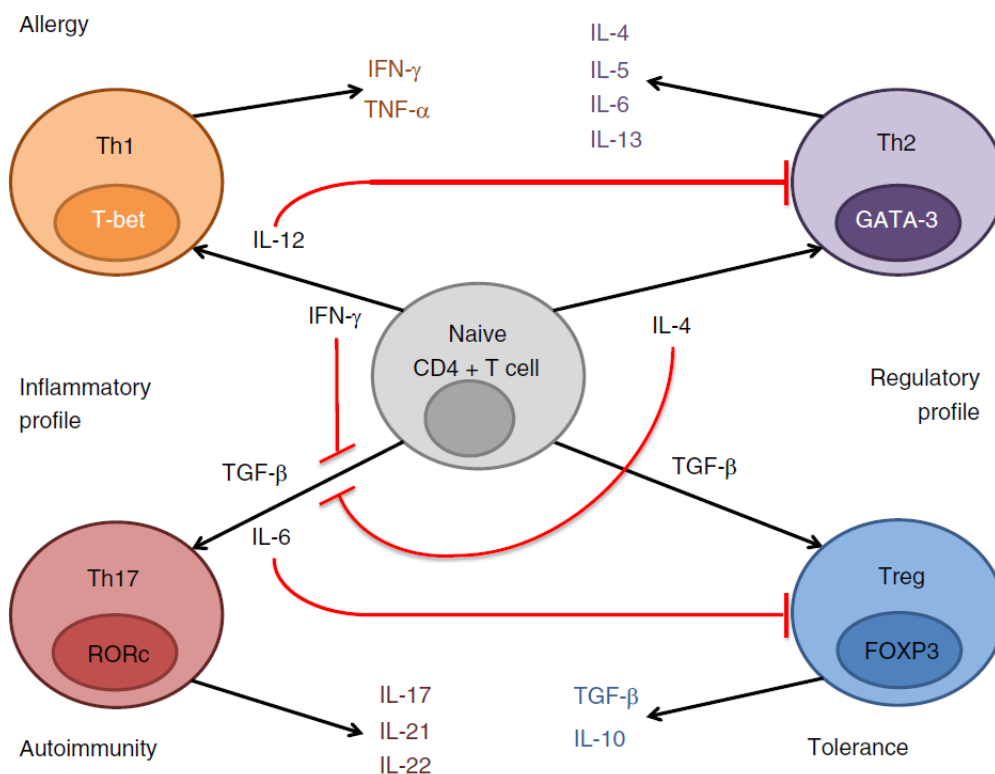 Allergy
IFN-γ
TNF-α
IL-4
IL-5
IL-6
IL-13
Th1
T-bet
Th2
GATA-3
IL-12
IFN-γ
Naive
CD4 + T cell
IL-4
Inflammatory
profile
Regulatory
profile
TGF-β
TGF-β
IL-6
Th17
RORc
Treg
FOXP3
IL-17
IL-21
IL-22
TGF-β
IL-10
Autoimmunity
Tolerance